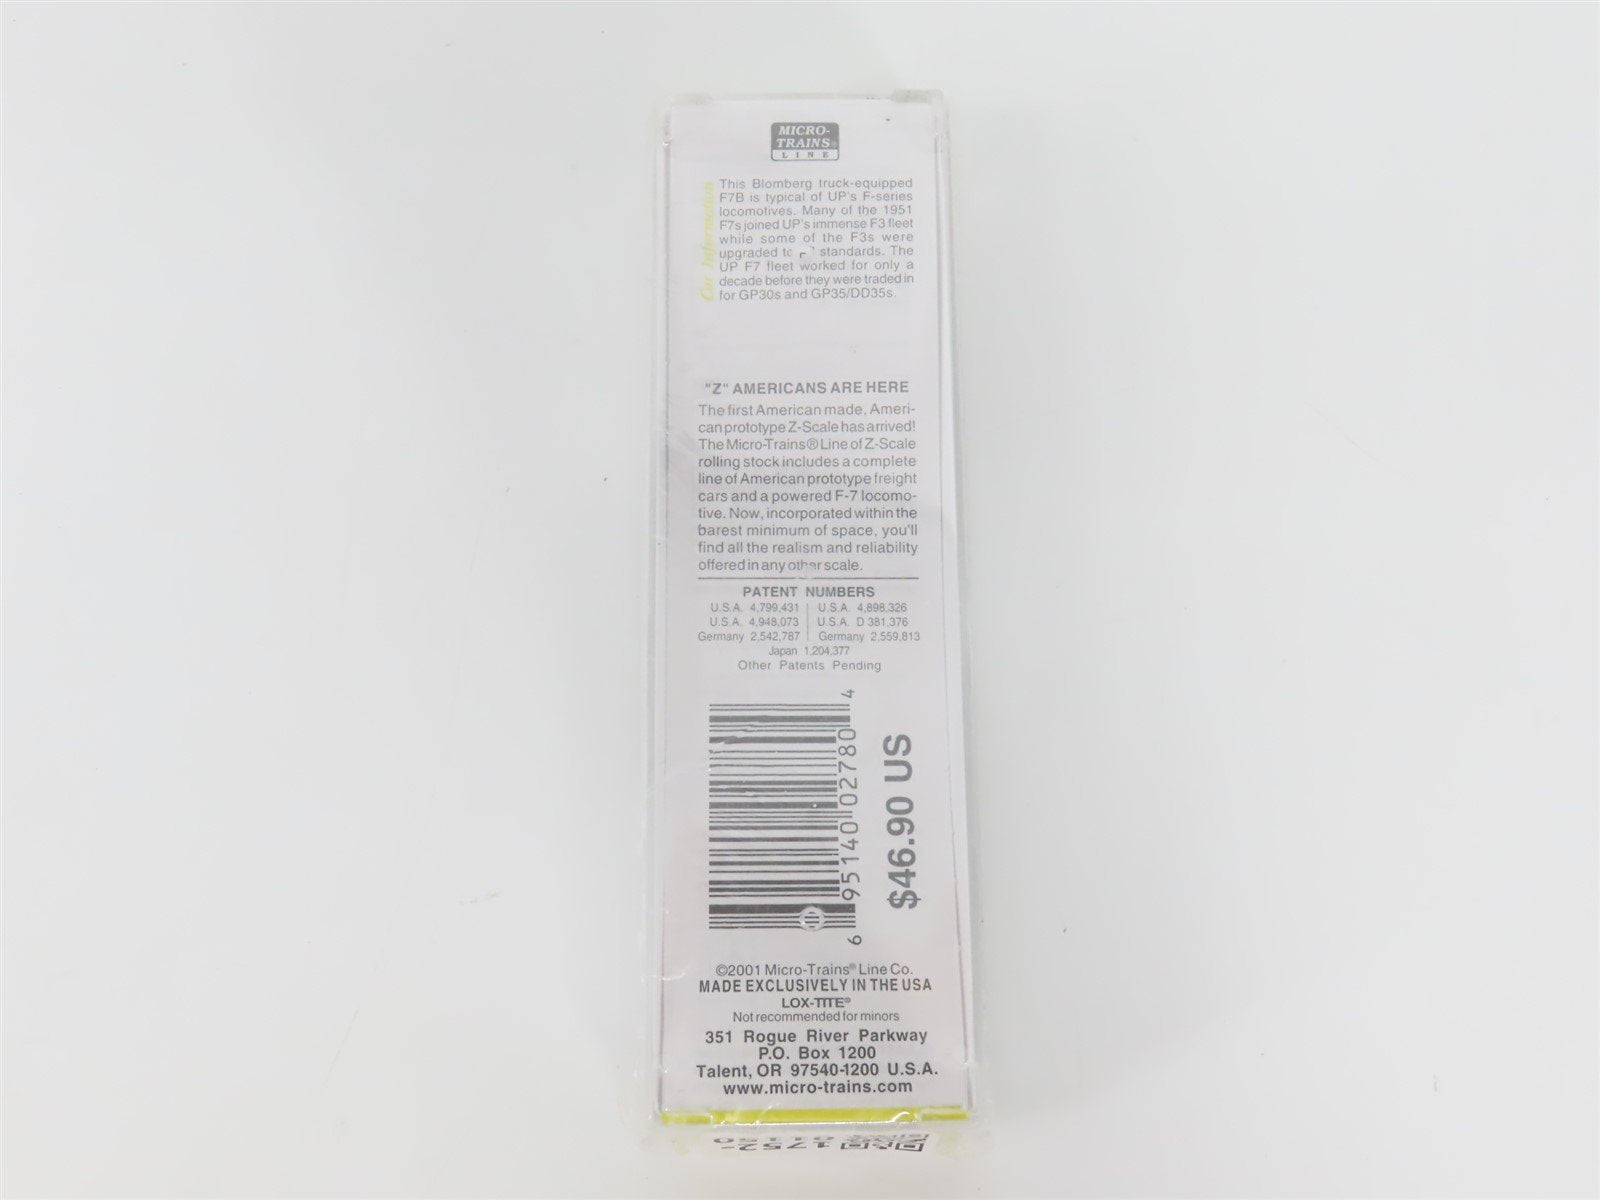 MICRO-
TRAINS®
LINE
Car Information
This Blomberg truck-equipped
F7B is typical of UP's F-series
locomotives. Many of the 1951
F7s joined UP's immense F3 fleet
while some of the F3s were
upgraded to standards. The
UP F7 fleet worked for only a
decade before they were traded in
for GP30s and GP35/DD35s.
"Z" AMERICANS ARE HERE
The first American made, Ameri-
can prototype Z-Scale has arrived!
The Micro-Trains® Line of Z-Scale
rolling stock includes a complete
line of American prototype freight
cars and a powered F-7 locomo-
tive. Now, incorporated within the
barest minimum of space, you'll
find all the realism and reliability
offered in any other scale.
PATENT NUMBERS
U.S.A. 4,799,431 U.S.A. 4,898,326
U.S.A. 4,948,073 U.S.A. D 381,376
Germany 2,542,787 Germany 2,559,813
Japan 1,204,377
Other Patents Pending
6 95140 02780 4
$46.90 US
©2001 Micro-Trains® Line Co.
MADE EXCLUSIVELY IN THE USA
LOX-TITE®
Not recommended for minors
351 Rogue River Parkway
P.O. Box 1200
Talent, OR 97540-1200 U.S.A.
www.micro-trains.com
1752-
01150